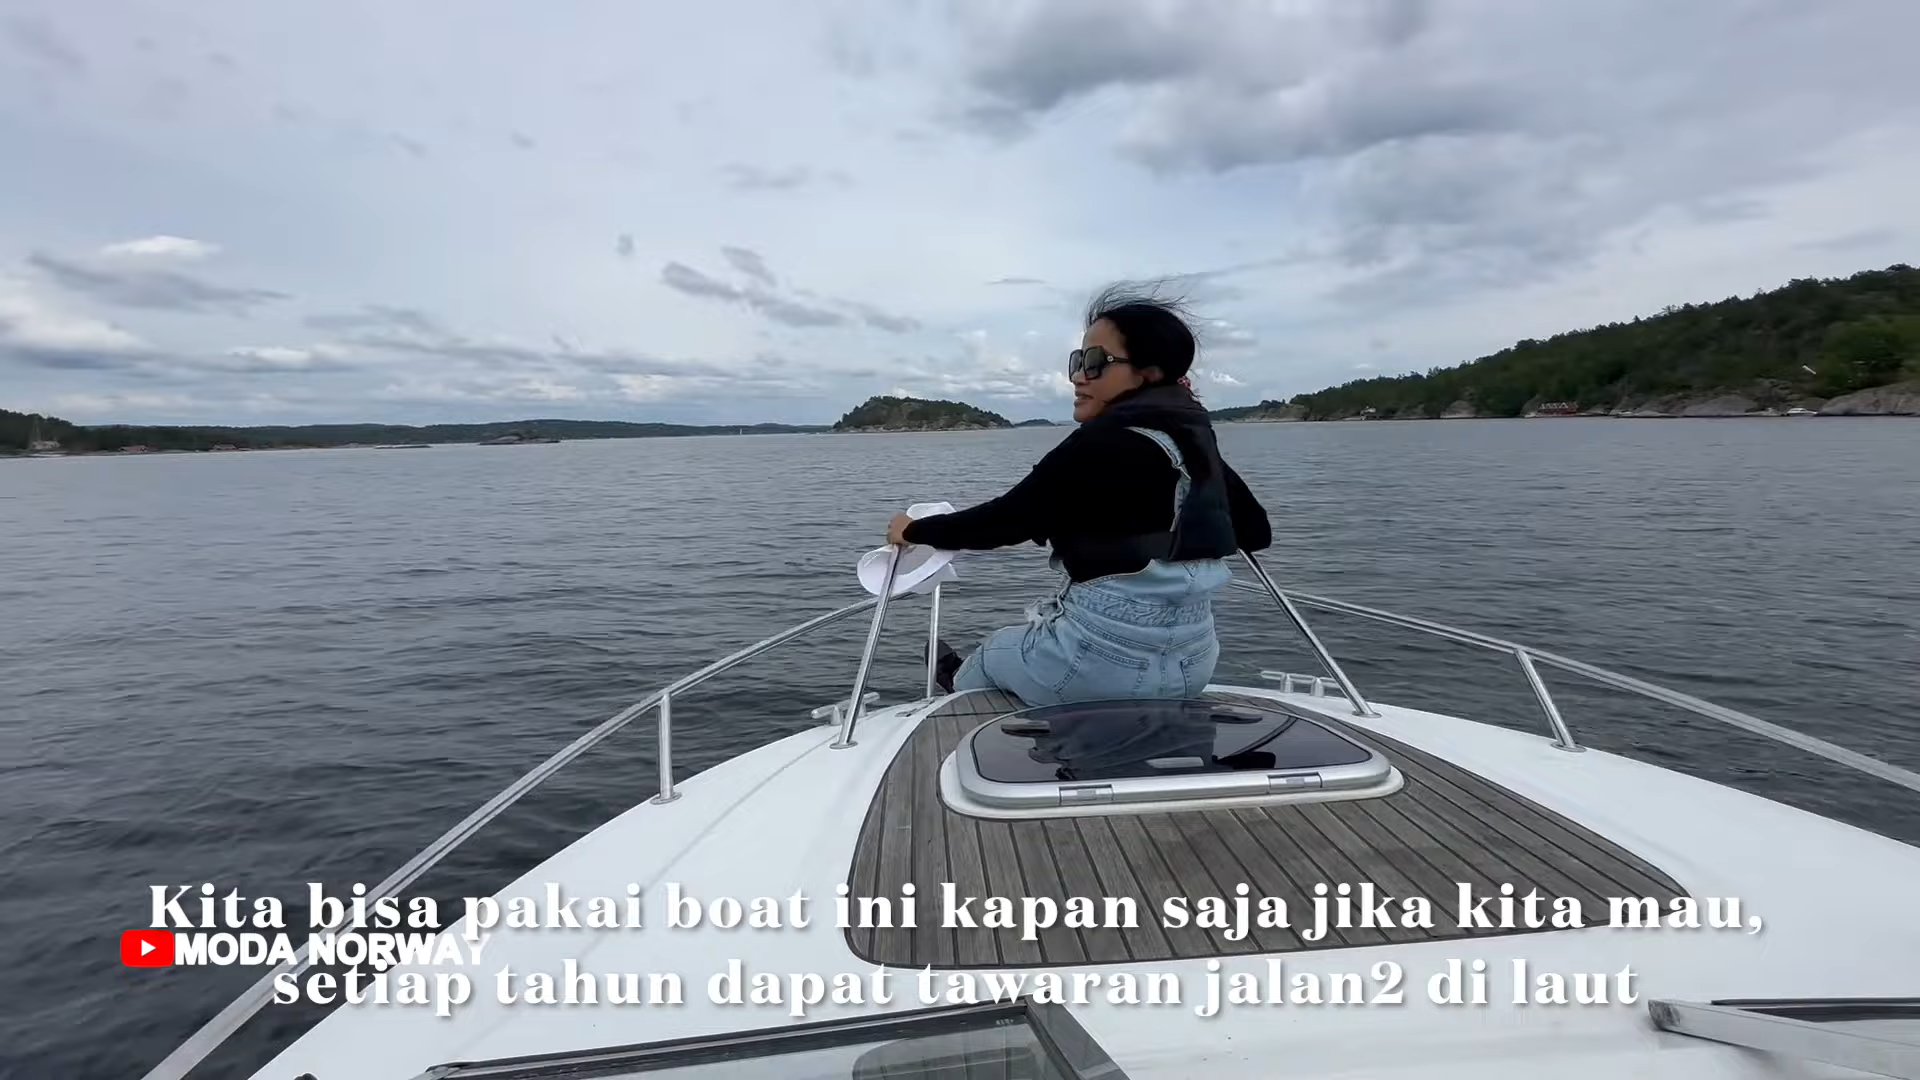 Kita bisa pakai boat ini kapan saja jika kita mau,
MODA NORWAY
setiap tahun dapat tawaran jalan2 di laut